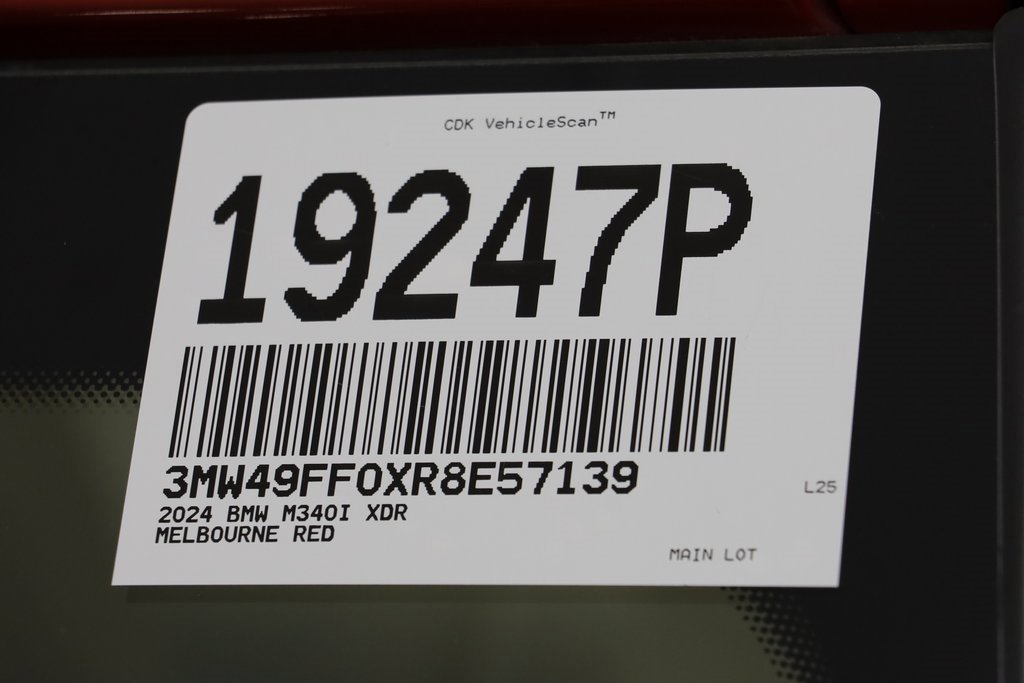 CDK VehicleScan™
19247P
3MW49FF0XR8E57139
L25
2024 BMW M340I XDR
MELBOURNE RED
MAIN LOT